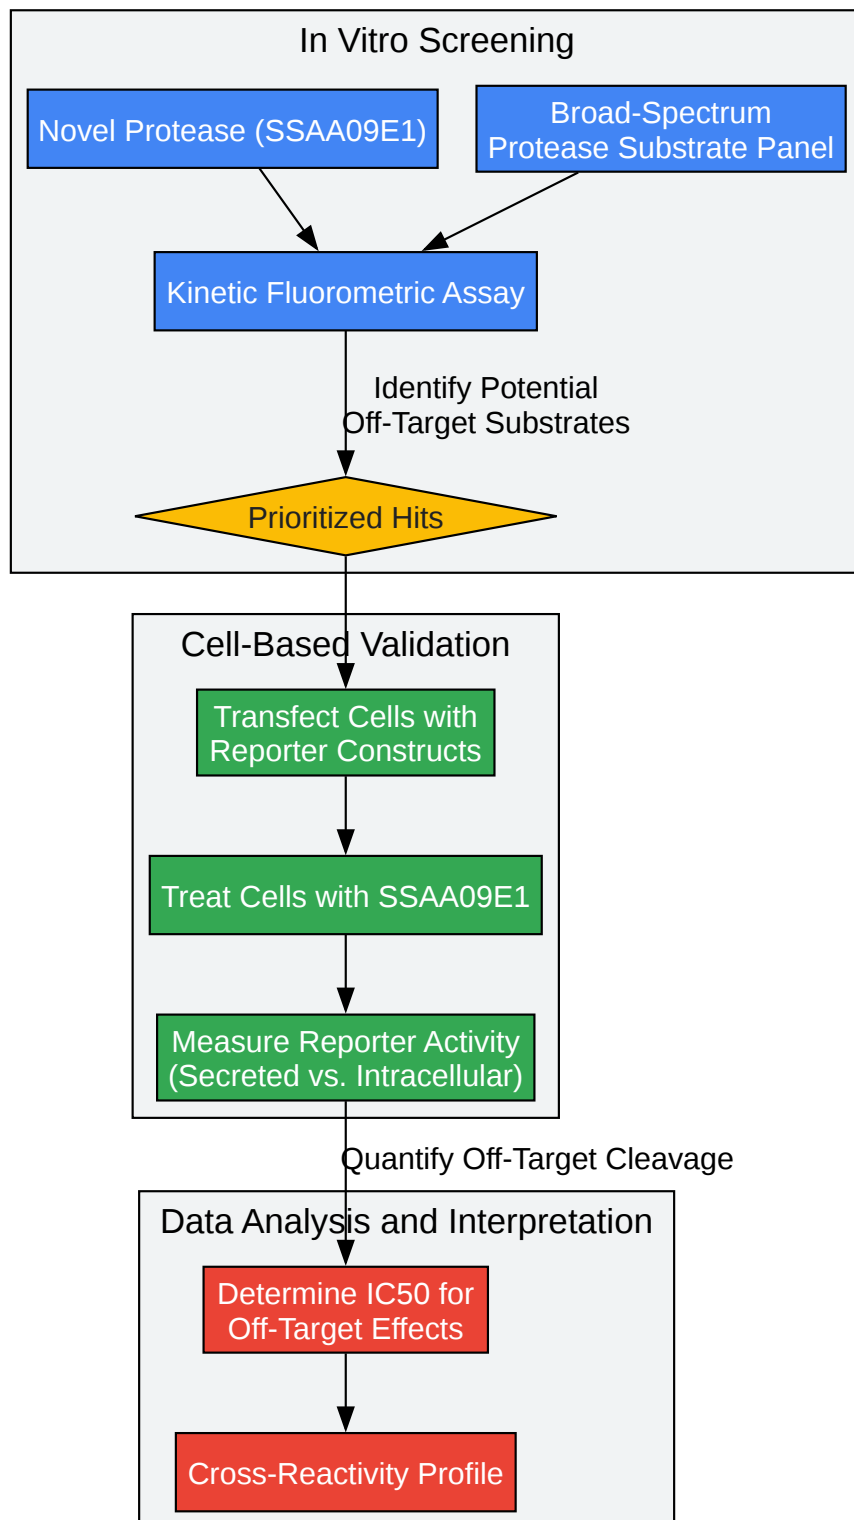 In Vitro Screening
Novel Protease (SSAA09E1)
Broad-Spectrum
Protease Substrate Panel
Kinetic Fluorometric Assay
Identify Potential
Off-Target Substrates
Prioritized Hits
Cell-Based Validation
Transfect Cells with
Reporter Constructs
Treat Cells with SSAA09E1
Measure Reporter Activity
(Secreted vs. Intracellular)
Quantify Off-Target Cleavage
Data Analysis and Interpretation
Determine IC50 for
Off-Target Effects
Cross-Reactivity Profile